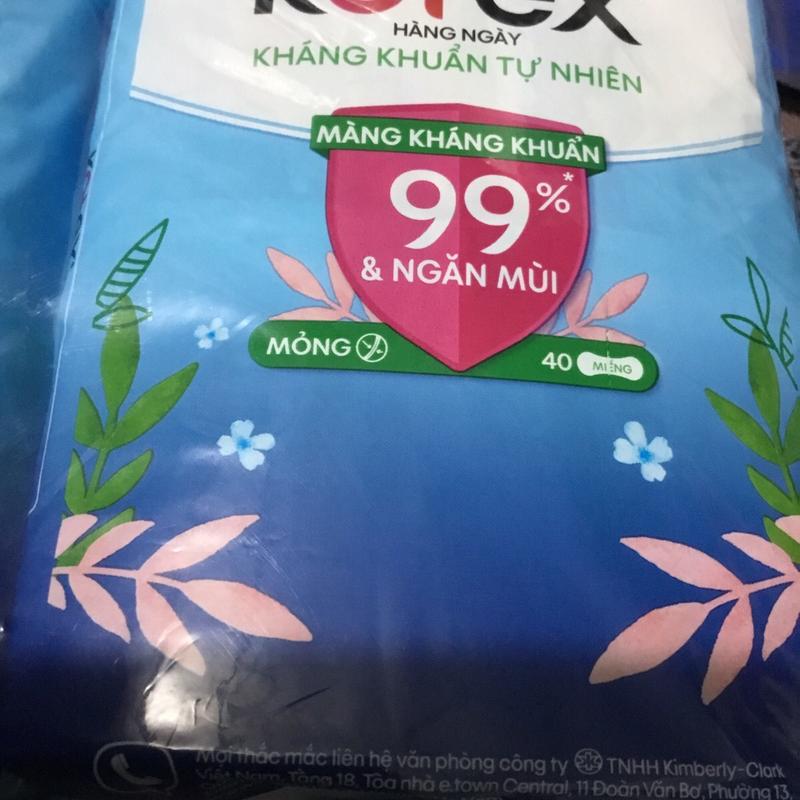 Kotex
HÀNG NGÀY
KHÁNG KHUẨN TỰ NHIÊN
MÀNG KHÁNG KHUẨN
99%*
& NGĂN MÙI
MỎNG
40 MIẾNG
Mọi thắc mắc liên hệ văn phòng công ty TNHH Kimberly-Clark
Việt Nam, Tầng 18, Tòa nhà e.town Central, 11 Đoàn Văn Bơ, Phường 13,